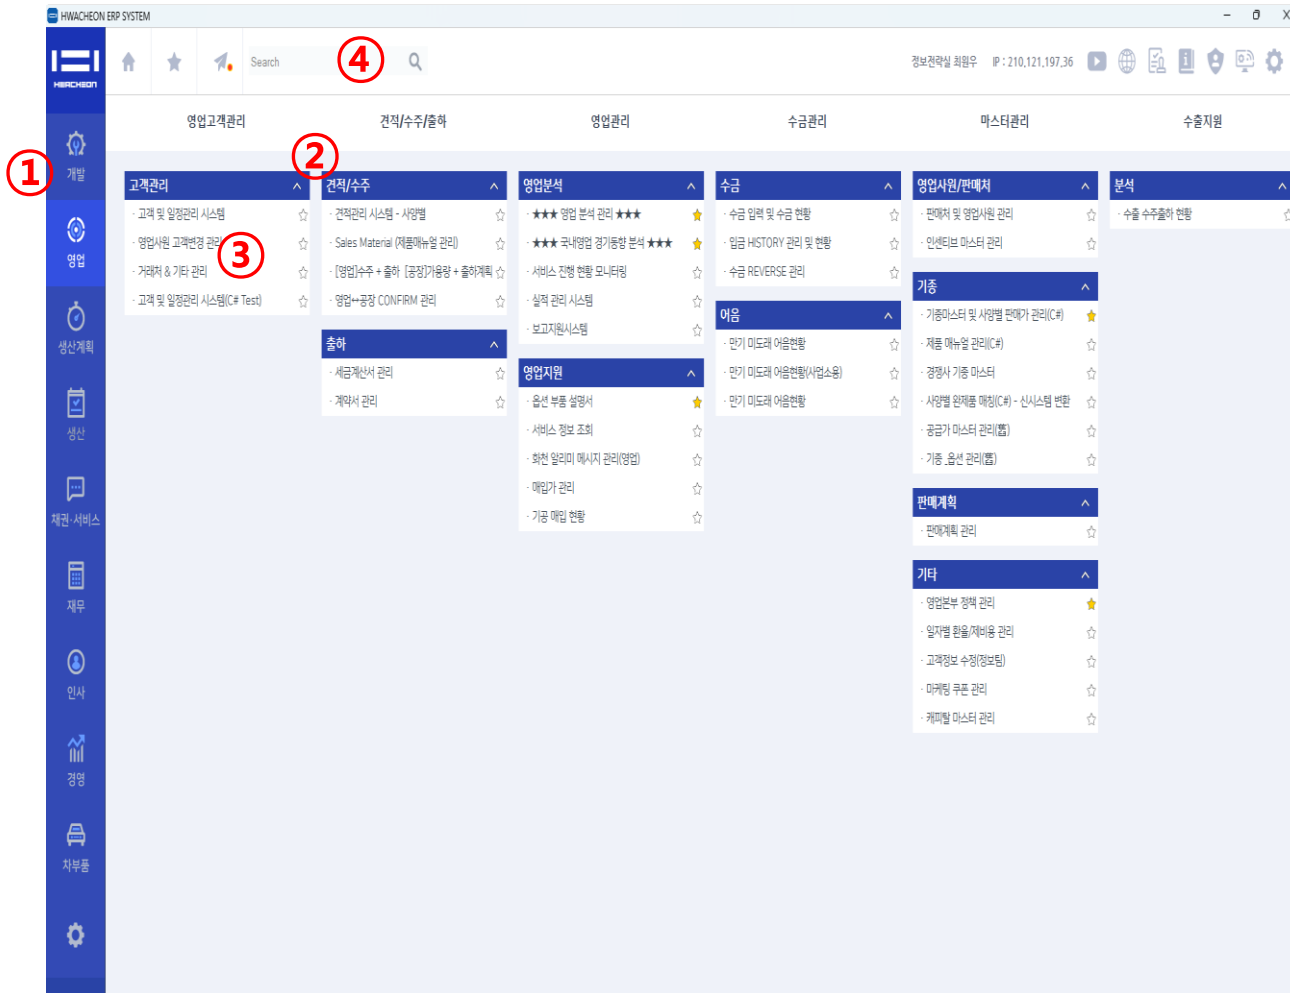 HWACHEON ERP SYSTEM
HWACHEON
Search
④
정보전략실 최원우 IP : 210,121,197,36
영업고객관리 견적/수주/출하 영업관리 수금관리 마스터관리 수출지원
①
개발
영업
생산계획
생산
채권·서비스
재무
인사
경영
차부품
②
고객관리
· 고객 및 일정관리 시스템
· 영업사원 고객변경 관리
③
· 거래처 & 기타 관리
· 고객 및 일정관리 시스템(C# Test)
견적/수주
· 견적관리 시스템 - 사양별
· Sales Material (제품매뉴얼 관리)
· [영업]수주 + 출하 [공장]가용량 + 출하계획
· 영업↔공장 CONFIRM 관리
출하
· 세금계산서 관리
· 계약서 관리
영업분석
· ★★★ 영업 분석 관리 ★★★
· ★★★ 국내영업 경기동향 분석 ★★★
· 서비스 진행 현황 모니터링
· 실적 관리 시스템
· 보고지원시스템
영업지원
· 옵션 부품 설명서
· 서비스 정보 조회
· 화천 알리미 메시지 관리(영업)
· 매입가 관리
· 기공 매입 현황
수금
· 수금 입력 및 수금 현황
· 입금 HISTORY 관리 및 현황
· 수금 REVERSE 관리
어음
· 만기 미도래 어음현황
· 만기 미도래 어음현황(사업소용)
· 만기 미도래 어음현황
영업사원/판매처
· 판매처 및 영업사원 관리
· 인센티브 마스터 관리
기종
· 기종마스터 및 사양별 판매가 관리(C#)
· 제품 매뉴얼 관리(C#)
· 경쟁사 기종 마스터
· 사양별 완제품 매칭(C#) - 신시스템 변환
· 공급가 마스터 관리(舊)
· 기종 ,옵션 관리(舊)
판매계획
· 판매계획 관리
기타
· 영업본부 정책 관리
· 일자별 환율/제비용 관리
· 고객정보 수정(정보팀)
· 마케팅 쿠폰 관리
· 캐피탈 마스터 관리
분석
· 수출 수주출하 현황